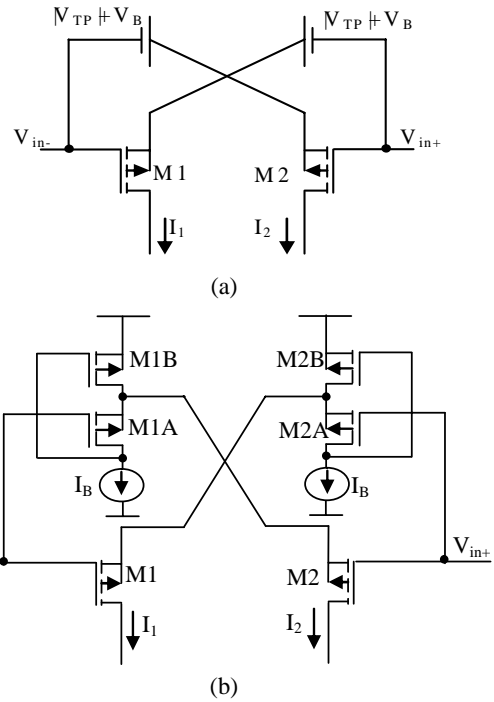 |V_TP|+V_B |V_TP|+V_B
V_in- V_in+
M1 M2
I_1 I_2
(a)
M1B M2B
M1A M2A
I_B I_B
V_in+
M1 M2
I_1 I_2
(b)